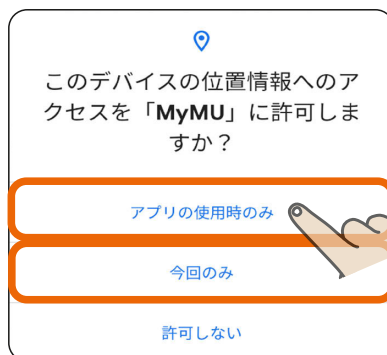 このデバイスの位置情報へのア
クセスを「MyMU」に許可しま
すか？
アプリの使用時のみ
今回のみ
許可しない